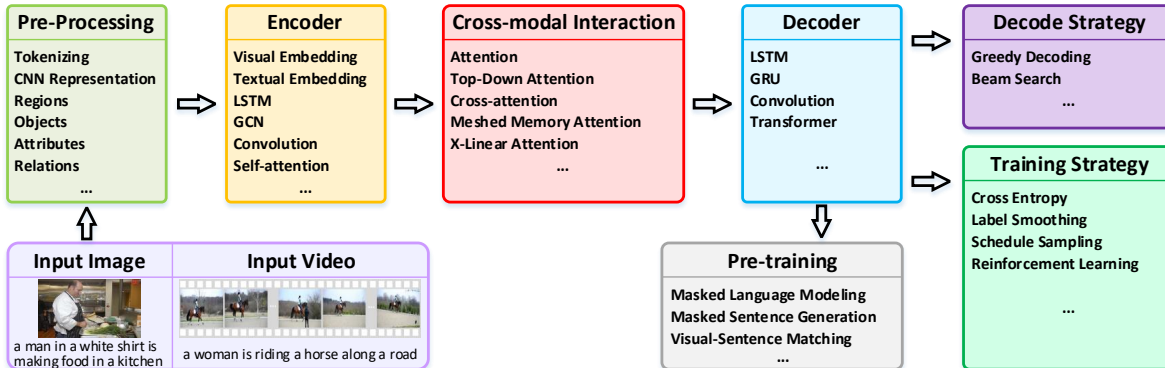 Pre-Processing
Tokenizing
CNN Representation
Regions
Objects
Attributes
Relations
...
Encoder
Visual Embedding
Textual Embedding
LSTM
GCN
Convolution
Self-attention
...
Cross-modal Interaction
Attention
Top-Down Attention
Cross-attention
Meshed Memory Attention
X-Linear Attention
...
Decoder
LSTM
GRU
Convolution
Transformer
...
Decode Strategy
Greedy Decoding
Beam Search
...
Training Strategy
Cross Entropy
Label Smoothing
Schedule Sampling
Reinforcement Learning
...
Input Image
a man in a white shirt is
making food in a kitchen
Input Video
a woman is riding a horse along a road
Pre-training
Masked Language Modeling
Masked Sentence Generation
Visual-Sentence Matching
...